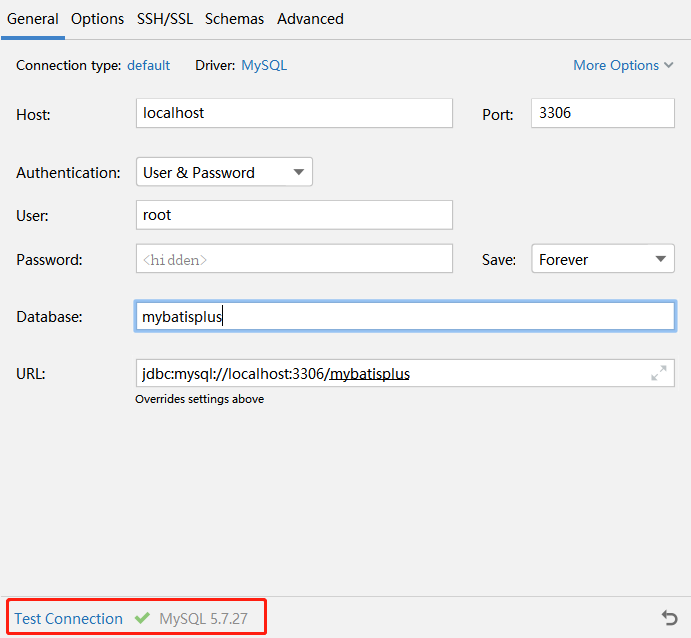 General Options SSH/SSL Schemas Advanced
Connection type: default Driver: MySQL More Options
Host: localhost Port: 3306
Authentication: User & Password
User: root
Password: <hidden> Save: Forever
Database: mybatisplus
URL: jdbc:mysql://localhost:3306/mybatisplus
Overrides settings above
Test Connection MySQL 5.7.27